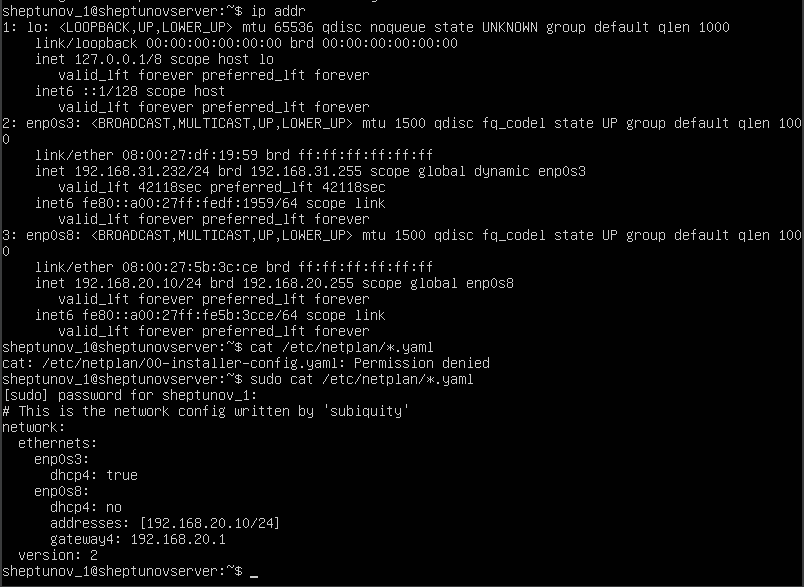 sheptunov_1@sheptunovserver:~$ ip addr
1: lo: <LOOPBACK,UP,LOWER_UP> mtu 65536 qdisc noqueue state UNKNOWN group default qlen 1000
    link/loopback 00:00:00:00:00:00 brd 00:00:00:00:00:00
    inet 127.0.0.1/8 scope host lo
       valid_lft forever preferred_lft forever
    inet6 ::1/128 scope host
       valid_lft forever preferred_lft forever
2: enp0s3: <BROADCAST,MULTICAST,UP,LOWER_UP> mtu 1500 qdisc fq_codel state UP group default qlen 100
0
    link/ether 08:00:27:df:19:59 brd ff:ff:ff:ff:ff:ff
    inet 192.168.31.232/24 brd 192.168.31.255 scope global dynamic enp0s3
       valid_lft 42118sec preferred_lft 42118sec
    inet6 fe80::a00:27ff:fedf:1959/64 scope link
       valid_lft forever preferred_lft forever
3: enp0s8: <BROADCAST,MULTICAST,UP,LOWER_UP> mtu 1500 qdisc fq_codel state UP group default qlen 100
0
    link/ether 08:00:27:5b:3c:ce brd ff:ff:ff:ff:ff:ff
    inet 192.168.20.10/24 brd 192.168.20.255 scope global enp0s8
       valid_lft forever preferred_lft forever
    inet6 fe80::a00:27ff:fe5b:3cce/64 scope link
       valid_lft forever preferred_lft forever
sheptunov_1@sheptunovserver:~$ cat /etc/netplan/*.yaml
cat: /etc/netplan/00-installer-config.yaml: Permission denied
sheptunov_1@sheptunovserver:~$ sudo cat /etc/netplan/*.yaml
[sudo] password for sheptunov_1:
# This is the network config written by 'subiquity'
network:
  ethernets:
    enp0s3:
      dhcp4: true
    enp0s8:
      dhcp4: no
      addresses: [192.168.20.10/24]
      gateway4: 192.168.20.1
  version: 2
sheptunov_1@sheptunovserver:~$ _